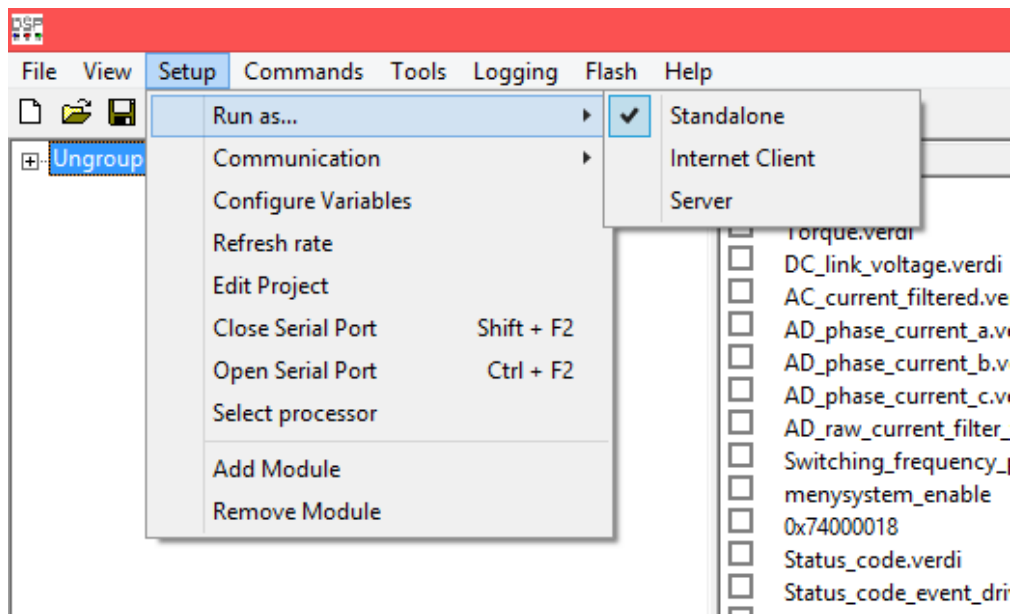 DSP
File View Setup Commands Tools Logging Flash Help
Run as...
Standalone
Ungroup
Communication
Internet Client
Configure Variables
Server
Refresh rate
Torque.verdi
DC_link_voltage.verdi
Edit Project
AC_current_filtered.ve
Close Serial Port Shift + F2
AD_phase_current_a.v
Open Serial Port Ctrl + F2
AD_phase_current_b.v
AD_phase_current_c.v
Select processor
AD_raw_current_filter_
Add Module
Switching_frequency_p
menysystem_enable
Remove Module
0x74000018
Status_code.verdi
Status_code_event_dri